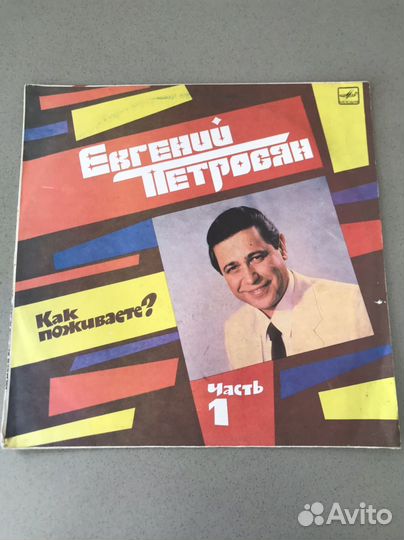 Евгений
Петросян
Как
поживаете?
Часть
1
Avito